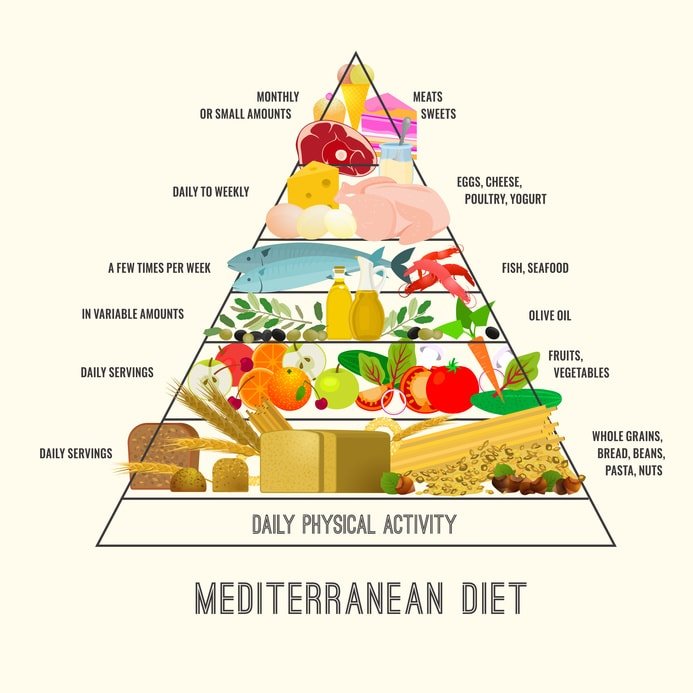 MONTHLY
OR SMALL AMOUNTS
MEATS
SWEETS
DAILY TO WEEKLY
EGGS, CHEESE,
POULTRY, YOGURT
A FEW TIMES PER WEEK
FISH, SEAFOOD
IN VARIABLE AMOUNTS
OLIVE OIL
DAILY SERVINGS
FRUITS,
VEGETABLES
DAILY SERVINGS
WHOLE GRAINS,
BREAD, BEANS,
PASTA, NUTS
DAILY PHYSICAL ACTIVITY
MEDITERRANEAN DIET